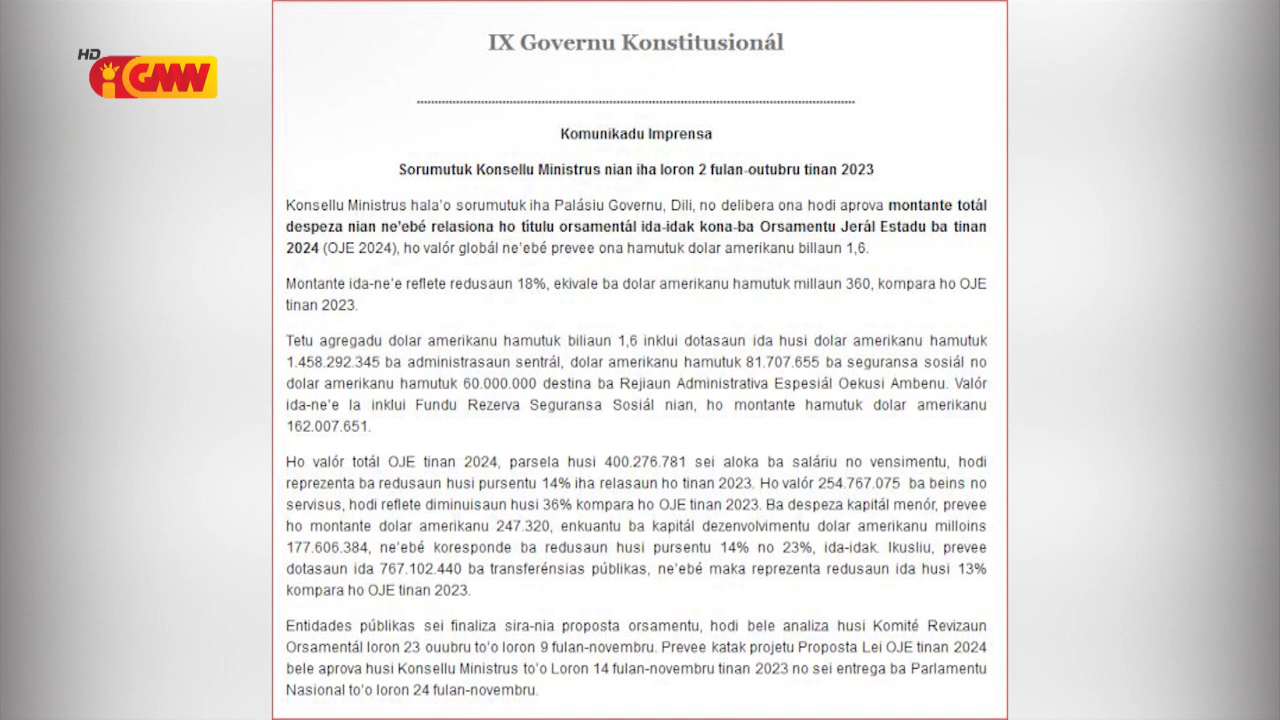 HD
GMN
IX Governu Konstitusionál
Komunikadu Imprensa
Sorumutuk Konsellu Ministrus nian iha loron 2 fulan-outubru tinan 2023
Konsellu Ministrus hala'o sorumutuk iha Palásiu Governu, Dili, no delibera ona hodi aprova montante totál
despeza nian ne'ebé relasiona ho títulu orsamentál ida-idak kona-ba Orsamentu Jerál Estadu ba tinan
2024 (OJE 2024), ho valór globál ne'ebé prevee ona hamutuk dolar amerikanu billaun 1,6.
Montante ida-ne'e reflete redusaun 18%, ekivale ba dolar amerikanu hamutuk millaun 360, kompara ho OJE
tinan 2023.
Tetu agregadu dolar amerikanu hamutuk biliaun 1,6 inklui dotasaun ida husi dolar amerikanu hamutuk
1.458.292.345 ba administrasaun sentrál, dolar amerikanu hamutuk 81.707.655 ba seguransa sosiál no
dolar amerikanu hamutuk 60.000.000 destina ba Rejiaun Administrativa Espesiál Oekusi Ambenu. Valór
ida-ne'e la inklui Fundu Rezerva Seguransa Sosiál nian, ho montante hamutuk dolar amerikanu
162.007.651.
Ho valór totál OJE tinan 2024, parsela husi 400.276.781 sei aloka ba saláriu no vensimentu, hodi
reprezenta ba redusaun husi pursentu 14% iha relasaun ho tinan 2023. Ho valór 254.767.075 ba beins no
servisus, hodi reflete diminuisaun husi 36% kompara ho OJE tinan 2023. Ba despeza kapitál menór, prevee
ho montante dolar amerikanu 247.320, enkuantu ba kapitál dezenvolvimentu dolar amerikanu milloins
177.606.384, ne'ebé koresponde ba redusaun husi pursentu 14% no 23%, ida-idak. Ikusliu, prevee
dotasaun ida 767.102.440 ba transferénsias públikas, ne'ebé maka reprezenta redusaun ida husi 13%
kompara ho OJE tinan 2023.
Entidades públikas sei finaliza sira-nia proposta orsamentu, hodi bele analiza husi Komité Revizaun
Orsamentál loron 23 ouubru to'o loron 9 fulan-novembru. Prevee katak projetu Proposta Lei OJE tinan 2024
bele aprova husi Konsellu Ministrus to'o Loron 14 fulan-novembru tinan 2023 no sei entrega ba Parlamentu
Nasional to'o loron 24 fulan-novembru.